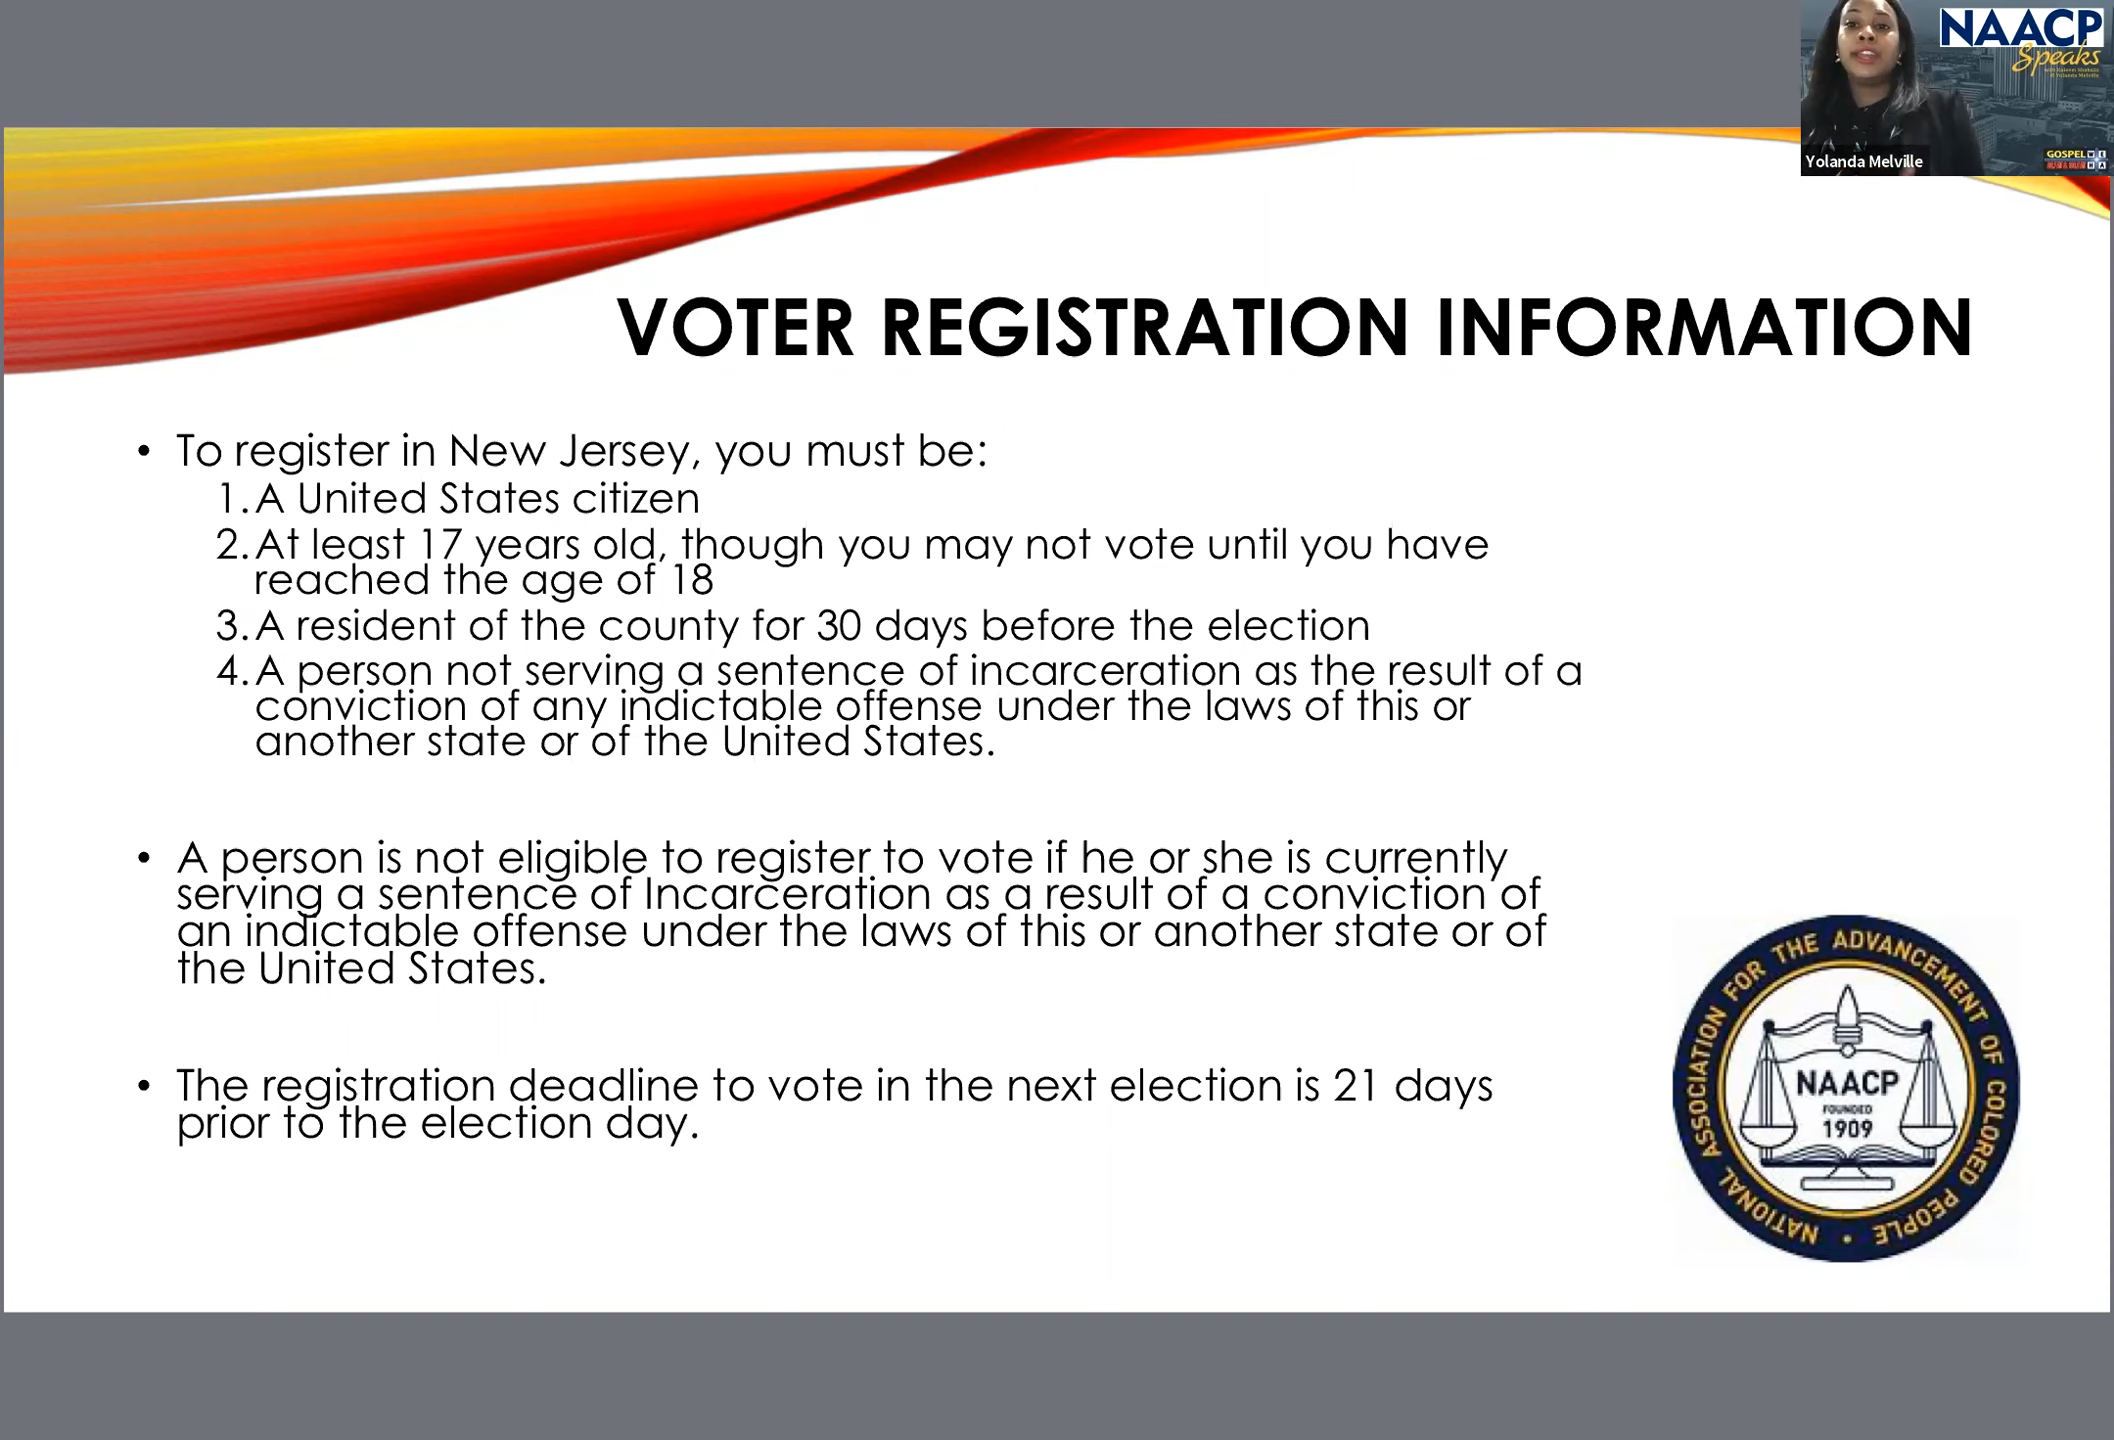 NAACP
Speaks
Yolanda Melville
GOSPEL
VOTER REGISTRATION INFORMATION
• To register in New Jersey, you must be:
1. A United States citizen
2. At least 17 years old, though you may not vote until you have
reached the age of 18
3. A resident of the county for 30 days before the election
4. A person not serving a sentence of incarceration as the result of a
conviction of any indictable offense under the laws of this or
another state or of the United States.
• A person is not eligible to register to vote if he or she is currently
serving a sentence of Incarceration as a result of a conviction of
an indictable offense under the laws of this or another state or of
the United States.
• The registration deadline to vote in the next election is 21 days
prior to the election day.
NATIONAL ASSOCIATION FOR THE ADVANCEMENT OF COLORED PEOPLE •
NAACP
FOUNDED
1909